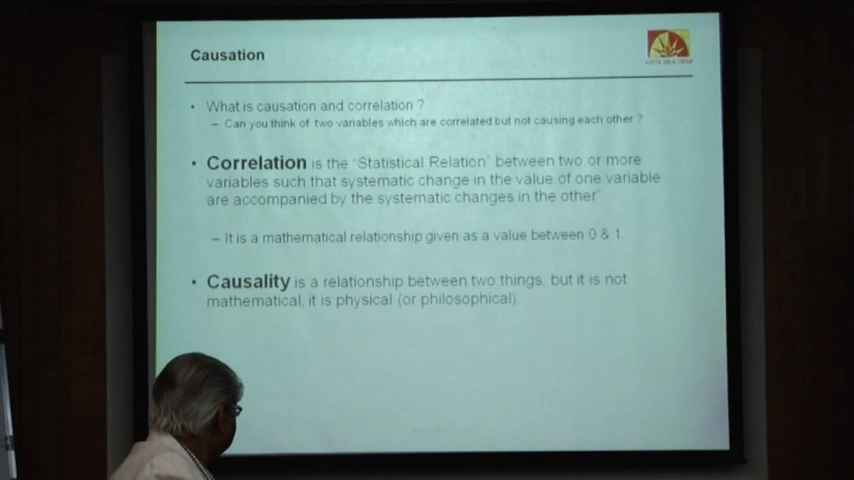 Causation
• What is causation and correlation ?
– Can you think of two variables which are correlated but not causing each other ?
• Correlation is the “Statistical Relation” between two or more
variables such that systematic change in the value of one variable
are accompanied by the systematic changes in the other”
– It is a mathematical relationship given as a value between 0 & 1.
• Causality is a relationship between two things, but it is not
mathematical, it is physical (or philosophical).